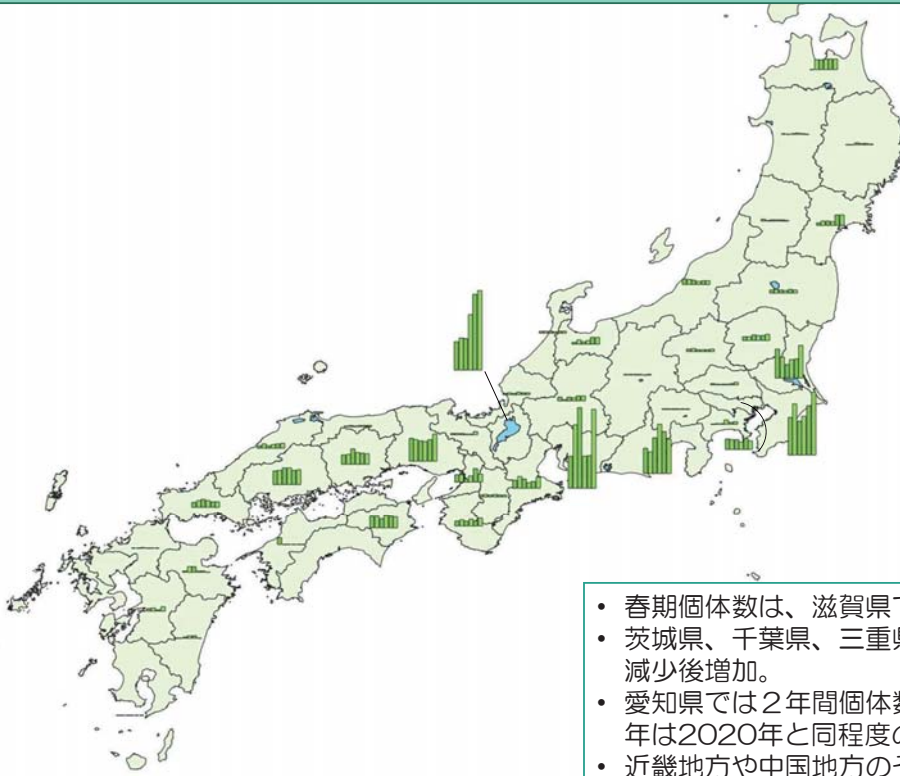 • 春期個体数は、滋賀県で
• 茨城県、千葉県、三重県
減少後増加。
• 愛知県では２年間個体数
年は2020年と同程度の
• 近畿地方や中国地方のそ